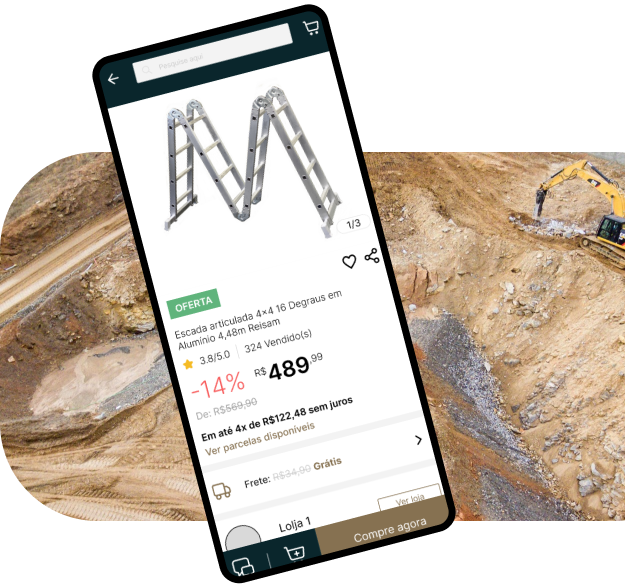 Pesquise aqui
1/3
OFERTA
Escada articulada 4×4 16 Degraus em
Alumínio 4,48m Reisam
3.8/5.0 324 Vendido(s)
-14% R$489,99
De: R$569,90
Em até 4x de R$122,48 sem juros
Ver parcelas disponíveis
Frete: R$34,90 Grátis
Lolja 1
Ver loja
Compre agora